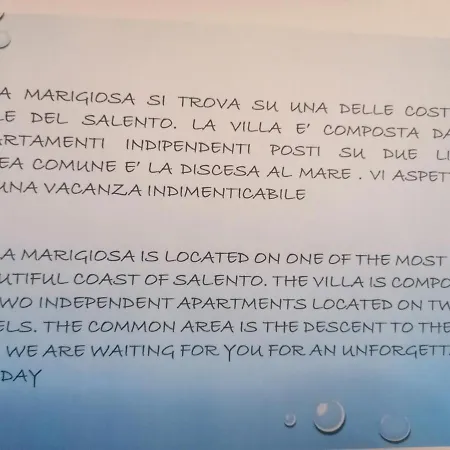 A MARIGIOSA SI TROVA SU UNA DELLE COST
LE DEL SALENTO. LA VILLA E' COMPOSTA DA
ARTAMENTI INDIPENDENTI POSTI SU DUE LI
EA COMUNE E' LA DISCESA AL MARE . VI ASPET
UNA VACANZA INDIMENTICABILE
A MARIGIOSA IS LOCATED ON ONE OF THE MOST
UTIFUL COAST OF SALENTO. THE VILLA IS COMPO
WO INDEPENDENT APARTMENTS LOCATED ON TW
ELS. THE COMMON AREA IS THE DESCENT TO THE
WE ARE WAITING FOR YOU FOR AN UNFORGETTA
DAY